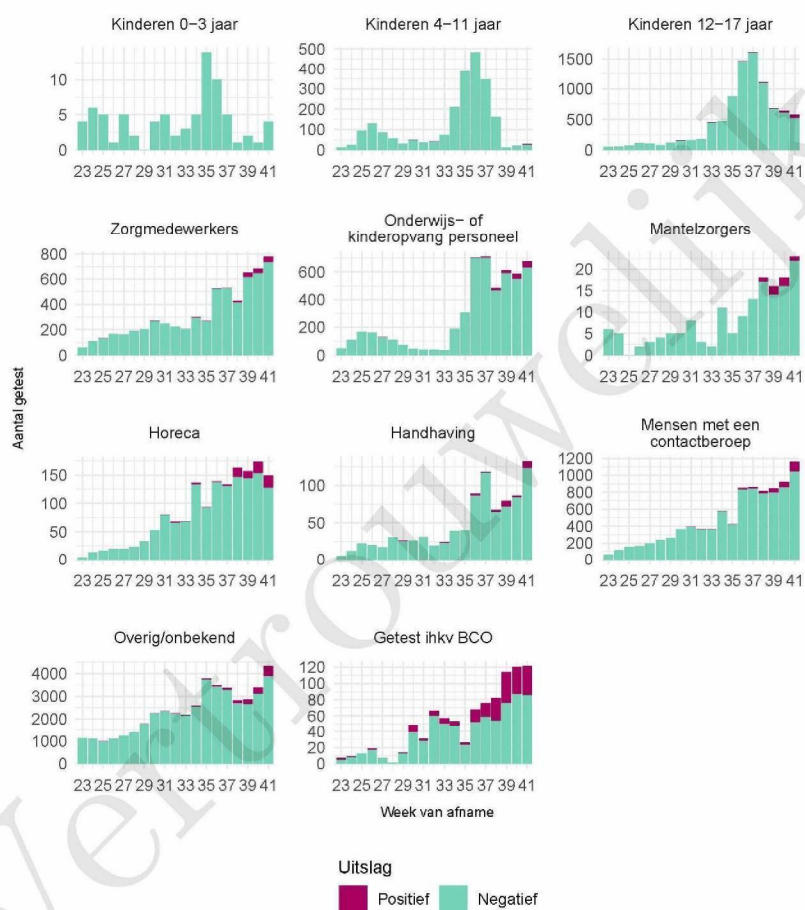 Kinderen 0−3 jaar
Kinderen 4−11 jaar
Kinderen 12−17 jaar
10
5
0
500
400
300
200
100
0
1500
1000
500
0
23 25 27 29 31 33 35 37 39 41
23 25 27 29 31 33 35 37 39 41
23 25 27 29 31 33 35 37 39 41
Zorgmedewerkers
Onderwijs− of
kinderopvang personeel
Mantelzorgers
800
600
400
200
0
600
400
200
0
20
15
10
5
0
23 25 27 29 31 33 35 37 39 41
23 25 27 29 31 33 35 37 39 41
23 25 27 29 31 33 35 37 39 41
Aantal getest
Horeca
Handhaving
Mensen met een
contactberoep
150
100
50
0
100
50
0
1200
1000
800
600
400
200
0
23 25 27 29 31 33 35 37 39 41
23 25 27 29 31 33 35 37 39 41
23 25 27 29 31 33 35 37 39 41
Overig/onbekend
Getest ihkv BCO
4000
3000
2000
1000
0
120
100
80
60
40
20
0
23 25 27 29 31 33 35 37 39 41
23 25 27 29 31 33 35 37 39 41
Week van afname
Uitslag
Positief
Negatief
Vertrouwelijk